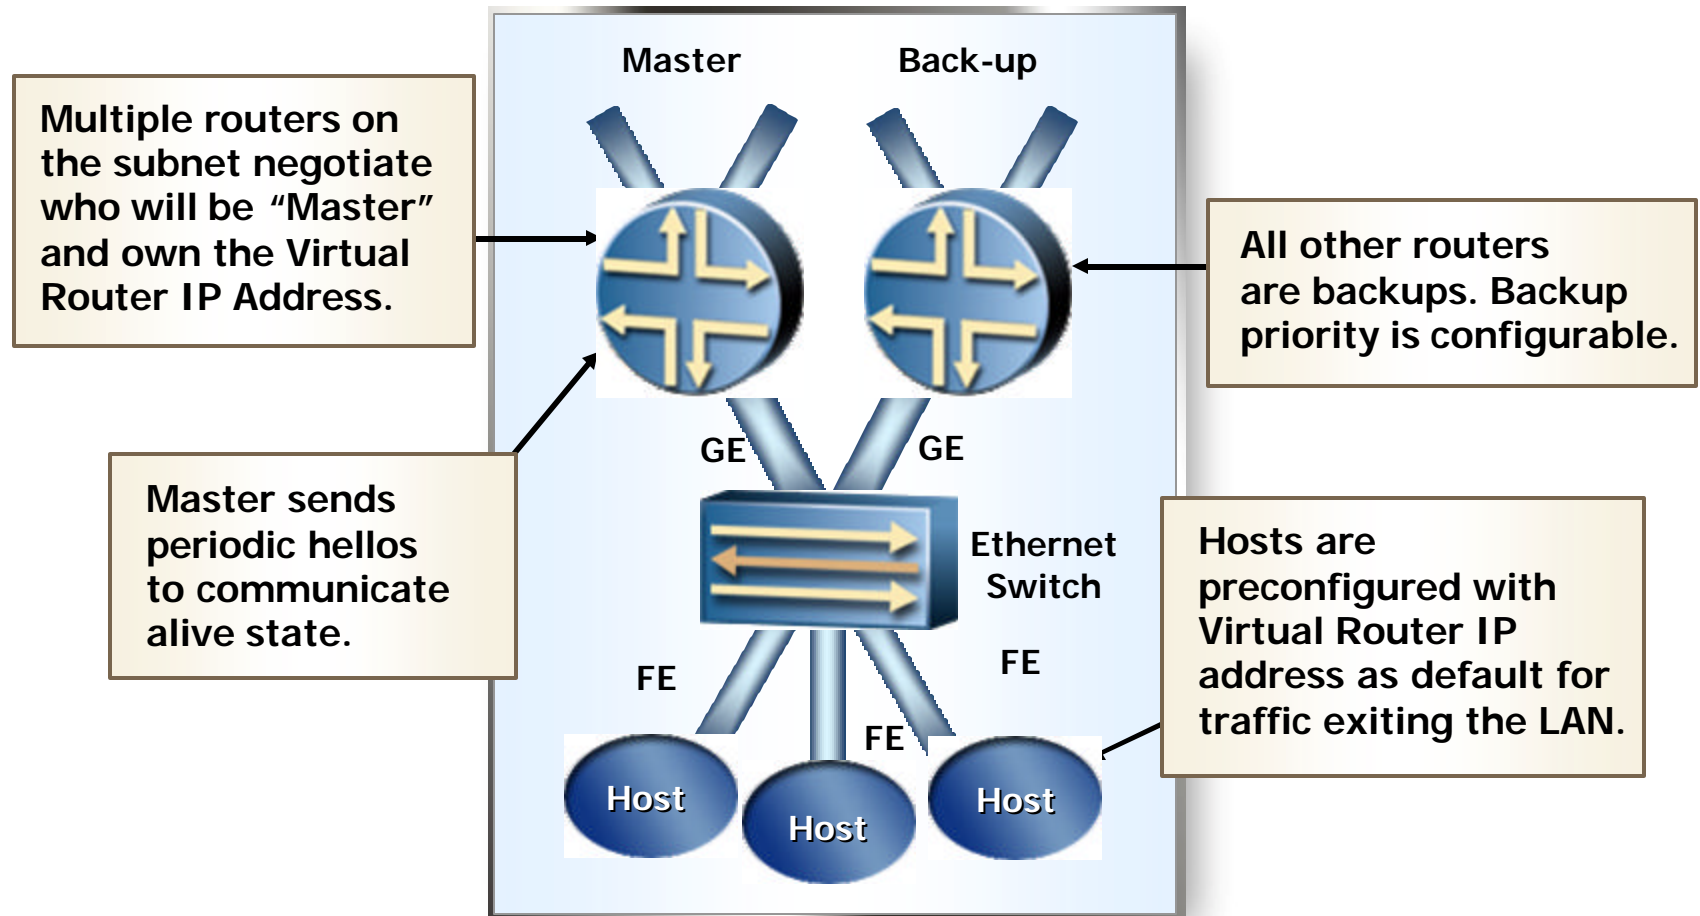 Master
Back-up
Multiple routers on
the subnet negotiate
who will be “Master”
and own the Virtual
Router IP Address.
All other routers
are backups. Backup
priority is configurable.
GE
GE
Master sends
periodic hellos
to communicate
alive state.
Ethernet
Switch
Hosts are
preconfigured with
Virtual Router IP
address as default for
traffic exiting the LAN.
FE
FE
FE
Host
Host
Host